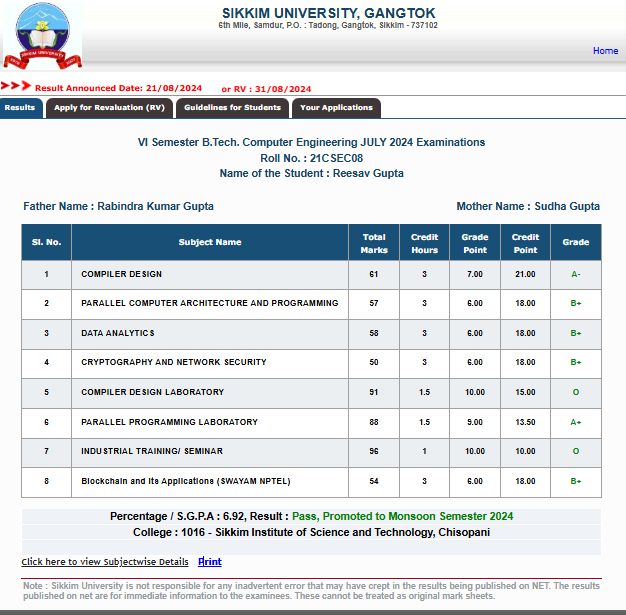 SIKKIM UNIVERSITY, GANGTOK
6th Mile, Samdur, P.O. : Tadong, Gangtok, Sikkim - 737102
SIKKIM UNIVERSITY
Home
Result Announced Date: 21/08/2024 or RV : 31/08/2024
Results Apply for Revaluation (RV) Guidelines for Students Your Applications
VI Semester B.Tech. Computer Engineering JULY 2024 Examinations
Roll No. : 21CSEC08
Name of the Student : Reesav Gupta
Father Name : Rabindra Kumar Gupta Mother Name : Sudha Gupta
Sl. No. Subject Name Total Marks Credit Hours Grade Point Credit Point Grade
1 COMPILER DESIGN 61 3 7.00 21.00 A-
2 PARALLEL COMPUTER ARCHITECTURE AND PROGRAMMING 57 3 6.00 18.00 B+
3 DATA ANALYTICS 58 3 6.00 18.00 B+
4 CRYPTOGRAPHY AND NETWORK SECURITY 50 3 6.00 18.00 B+
5 COMPILER DESIGN LABORATORY 91 1.5 10.00 15.00 O
6 PARALLEL PROGRAMMING LABORATORY 88 1.5 9.00 13.50 A+
7 INDUSTRIAL TRAINING/ SEMINAR 96 1 10.00 10.00 O
8 Blockchain and Its Applications (SWAYAM NPTEL) 54 3 6.00 18.00 B+
Percentage / S.G.P.A : 6.92, Result : Pass, Promoted to Monsoon Semester 2024
College : 1016 - Sikkim Institute of Science and Technology, Chisopani
Click here to view Subjectwise Details Print
Note : Sikkim University is not responsible for any inadvertent error that may have crept in the results being published on NET. The results
published on net are for immediate information to the examinees. These cannot be treated as original mark sheets.